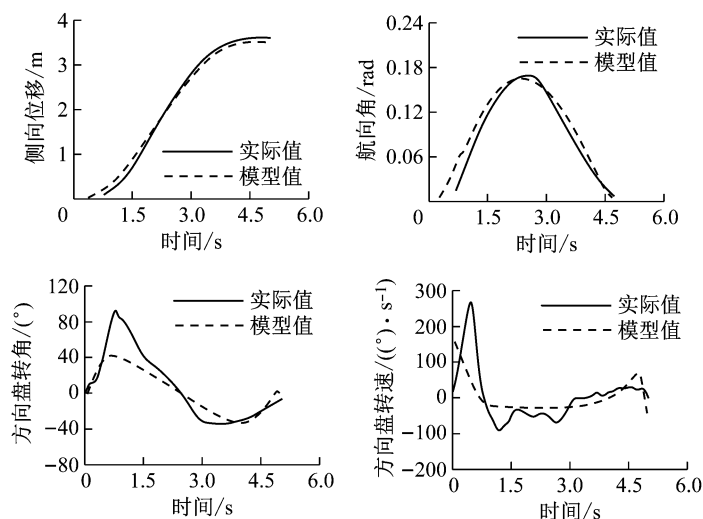 4
3
2
1
0
1.5
3.0
4.5
6.0
侧向位移/m
时间/s
实际值
模型值
0.24
0.18
0.12
0.06
0
1.5
3.0
4.5
6.0
航向角/rad
时间/s
实际值
模型值
120
80
40
0
−40
−80
0
1.5
3.0
4.5
6.0
方向盘转角/(°)
时间/s
实际值
模型值
300
200
100
0
−100
−200
0
1.5
3.0
4.5
6.0
方向盘转速/((°)·s⁻¹)
时间/s
实际值
模型值